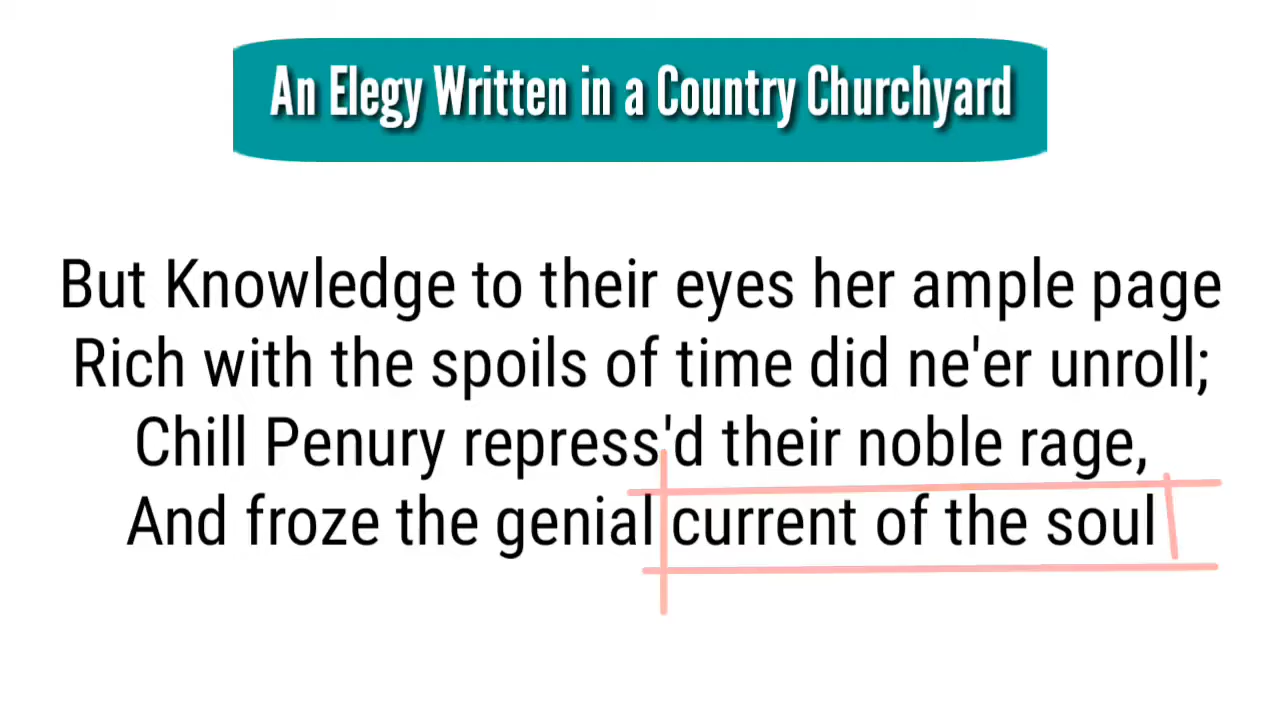 An Elegy Written in a Country Churchyard
But Knowledge to their eyes her ample page
Rich with the spoils of time did ne'er unroll;
Chill Penury repress'd their noble rage,
And froze the genial current of the soul